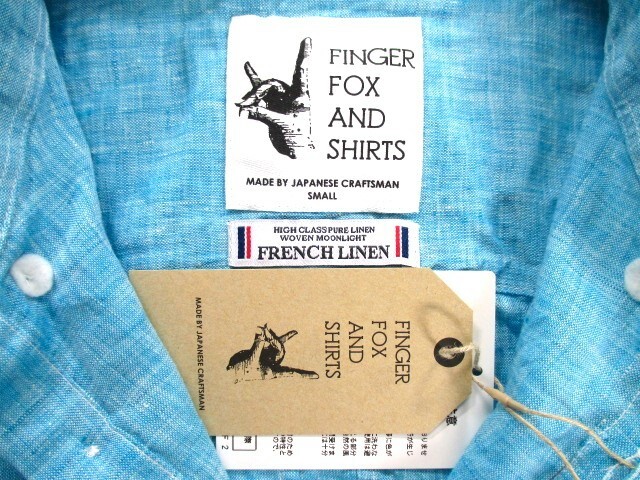 FINGER
FOX
AND
SHIRTS
MADE BY JAPANESE CRAFTSMAN
SMALL
HIGH CLASS PURE LINEN
WOVEN MOONLIGHT
FRENCH LINEN
FINGER
FOX
AND
SHIRTS
MADE BY JAPANESE CRAFTSMAN